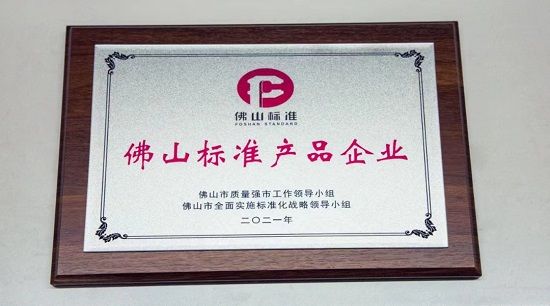 佛山标准
FOSHAN STANDARD
佛山标准产品企业
佛山市质量强市工作领导小组
佛山市全面实施标准化战略领导小组
二〇二一年